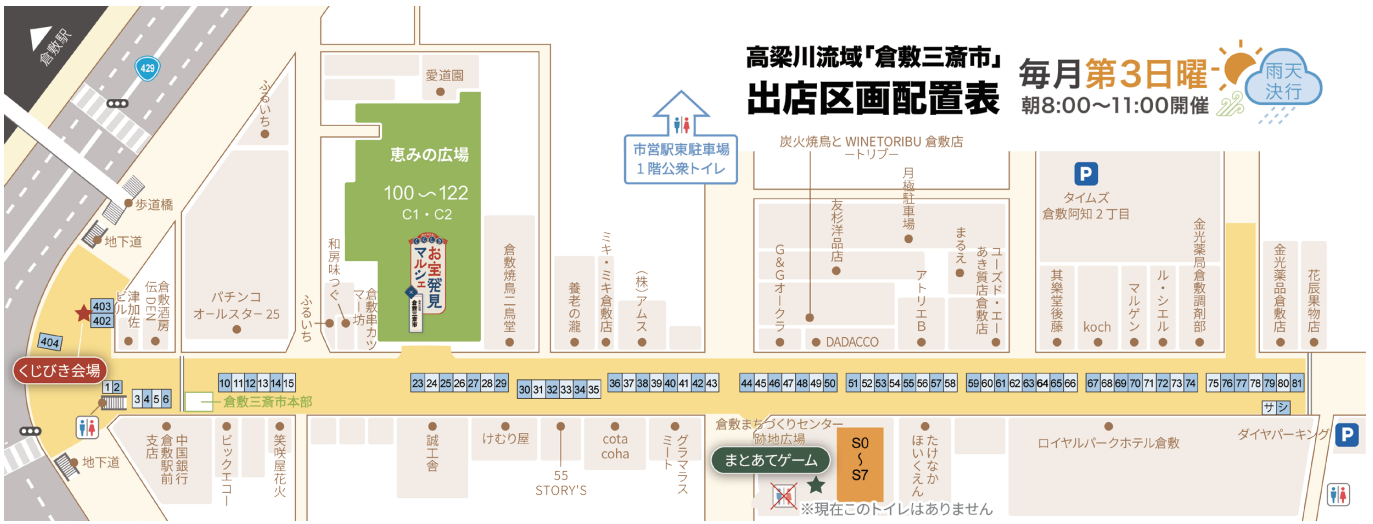 高梁川流域「倉敷三斎市」
出店区画配置表
毎月第3日曜
朝8:00〜11:00開催
雨天
決行
倉敷駅
429
歩道橋
地下道
津加佐
ビル
倉敷酒房
伝DEN
ふるいち
パチンコ
オールスター25
愛道園
恵みの広場
100〜122
C1・C2
お宝発見
マルシェ
倉敷三斎市
ふるいち
和房味つぐ
倉敷串カツ
マー坊
倉敷焼鳥二鳥堂
養老の瀧
ミキ・ミキ倉敷店
（株）アムス
市営駅東駐車場
1階公衆トイレ
炭火焼鳥と WINETORIBU 倉敷店
ートリブー
月極駐車場
友杉洋品店
G&Gオークラ
DADACCO
アトリエB
まるえ
ユーズド・エー
あき質店倉敷店
P
タイムズ
倉敷阿知2丁目
其樂堂後藤
koch
マルゲン
ル・シエル
金光薬局倉敷調剤部
金光薬品倉敷店
花辰果物店
403
402
404
くじびき会場
1 2
3 4 5 6
10 11 12 13 14 15
23 24 25 26 27 28 29
30 31 32 33 34 35
36 37 38 39 40 41 42 43
44 45 46 47 48 49 50
51 52 53 54 55 56 57 58
59 60 61 62 63 64 65 66
67 68 69 70 71 72 73 74
75 76 77 78 79 80 81
サ シ
倉敷三斎市本部
地下道
中国銀行
倉敷駅前
支店
ビックエコー
笑咲屋花火
誠工舎
けむり屋
55
STORY'S
cota
coha
グラマラス
ミート
倉敷まちづくりセンター
跡地広場
まとあてゲーム
S0
〜
S7
※現在このトイレはありません
たけなか
ほいくえん
ロイヤルパークホテル倉敷
ダイヤパーキング
P